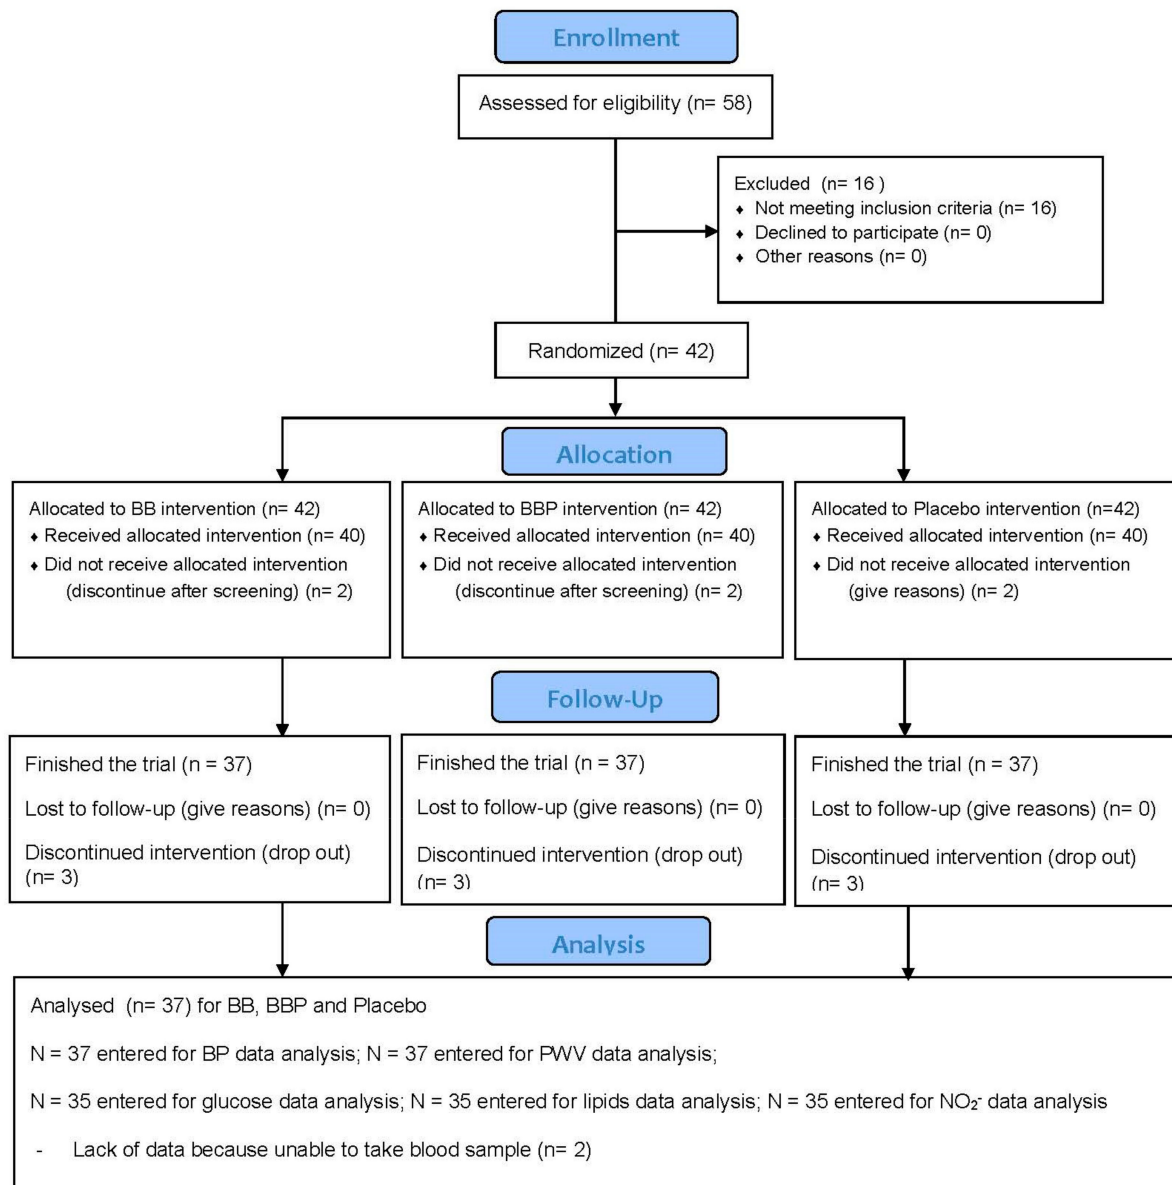 Enrollment
Assessed for eligibility (n= 58)
Excluded (n= 16 )
♦ Not meeting inclusion criteria (n= 16)
♦ Declined to participate (n= 0)
♦ Other reasons (n= 0)
Randomized (n= 42)
Allocation
Allocated to BB intervention (n= 42)
♦ Received allocated intervention (n= 40)
♦ Did not receive allocated intervention
(discontinue after screening) (n= 2)
Allocated to BBP intervention (n= 42)
♦ Received allocated intervention (n= 40)
♦ Did not receive allocated intervention
(discontinue after screening) (n= 2)
Allocated to Placebo intervention (n=42)
♦ Received allocated intervention (n= 40)
♦ Did not receive allocated intervention
(give reasons) (n= 2)
Follow-Up
Finished the trial (n = 37)
Lost to follow-up (give reasons) (n= 0)
Discontinued intervention (drop out)
(n= 3)
Finished the trial (n = 37)
Lost to follow-up (give reasons) (n= 0)
Discontinued intervention (drop out)
(n= 3)
Finished the trial (n = 37)
Lost to follow-up (give reasons) (n= 0)
Discontinued intervention (drop out)
(n= 3)
Analysis
Analysed (n= 37) for BB, BBP and Placebo
N = 37 entered for BP data analysis; N = 37 entered for PWV data analysis;
N = 35 entered for glucose data analysis; N = 35 entered for lipids data analysis; N = 35 entered for NO₂⁻ data analysis
- Lack of data because unable to take blood sample (n= 2)